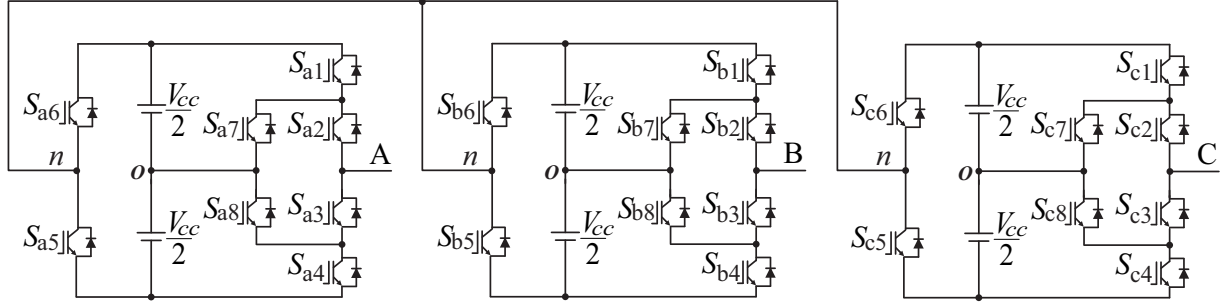 Sa1
Sb1
Sc1
Sa6
Vcc
2
Sa7
Sa2
Sb6
Vcc
2
Sb7
Sb2
Sc6
Vcc
2
Sc7
Sc2
n
o
A
n
o
B
n
o
C
Sa5
Vcc
2
Sa8
Sa3
Sb5
Vcc
2
Sb8
Sb3
Sc5
Vcc
2
Sc8
Sc3
Sa4
Sb4
Sc4